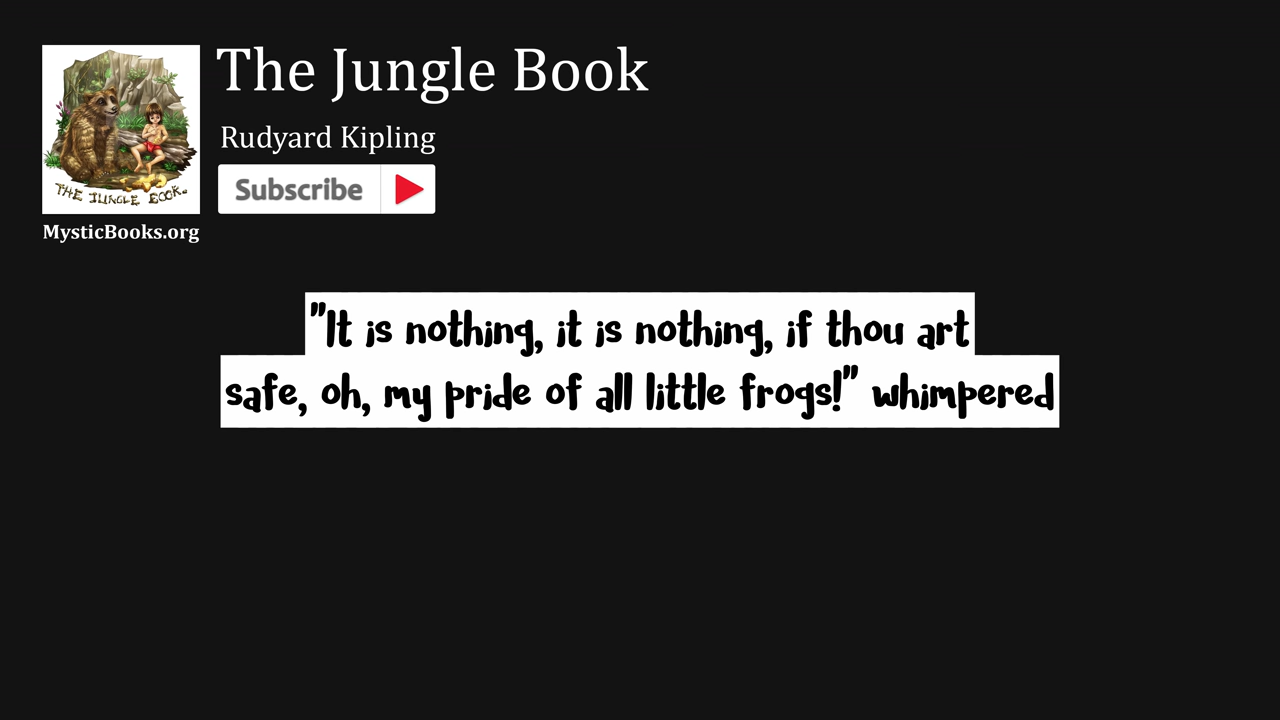 The Jungle Book
Rudyard Kipling
Subscribe
THE JUNGLE BOOK.
MysticBooks.org
"It is nothing, it is nothing, if thou art
safe, oh, my pride of all little frogs!" whimpered